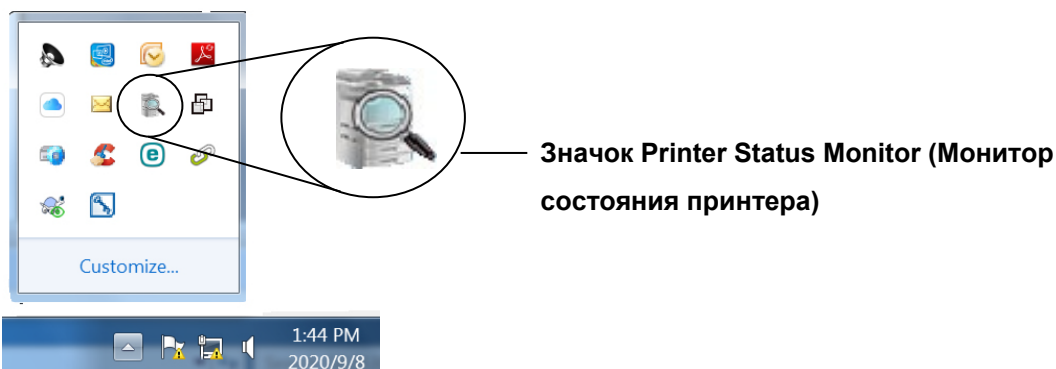 Значок Printer Status Monitor (Монитор
состояния принтера)
Customize...
1:44 PM
2020/9/8